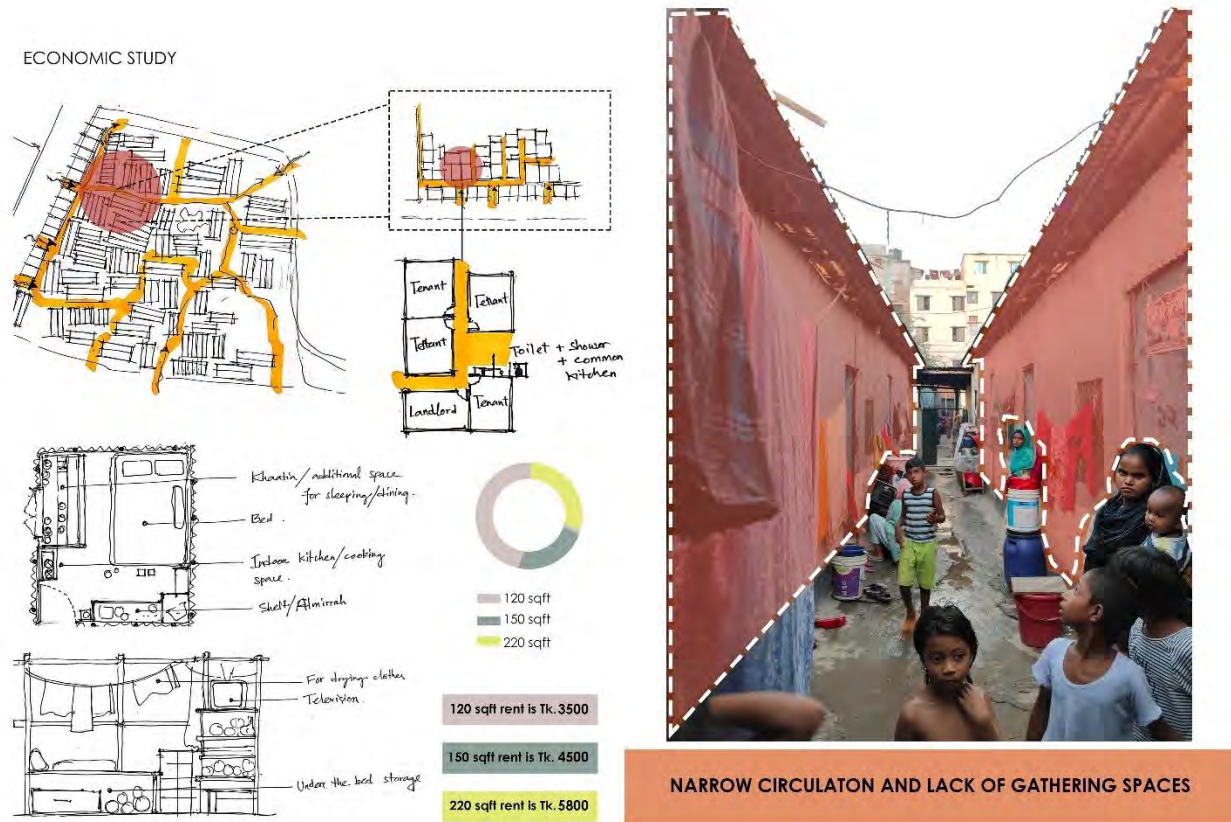 ECONOMIC STUDY
Tenant
Tenant
Tenant
Toilet + shower
+ common
kitchen
Landlord
Tenant
additional space
for sleeping/dining.
Bed.
Indoor kitchen/cooking
space.
Shelf/Almirrah
120 sqft
150 sqft
220 sqft
For drying clothes
Television.
Under the bed storage
120 sqft rent is Tk. 3500
150 sqft rent is Tk. 4500
220 sqft rent is Tk. 5800
NARROW CIRCULATON AND LACK OF GATHERING SPACES